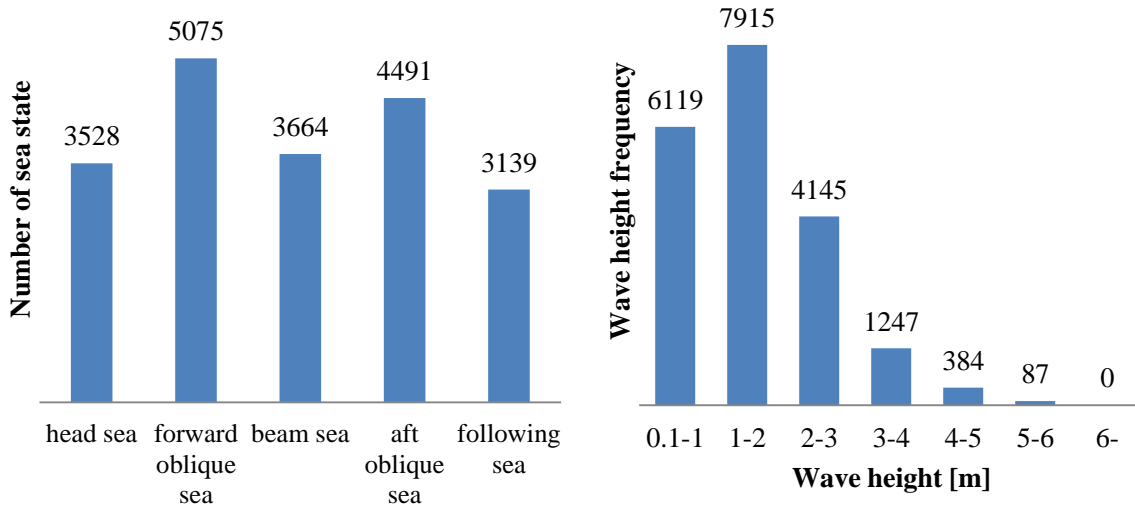 Number of sea state
3528
5075
3664
4491
3139
head sea
forward
oblique
sea
beam sea
aft
oblique
sea
following
sea
Wave height frequency
6119
7915
4145
1247
384
87
0
0.1-1 1-2 2-3 3-4 4-5 5-6 6-
Wave height [m]